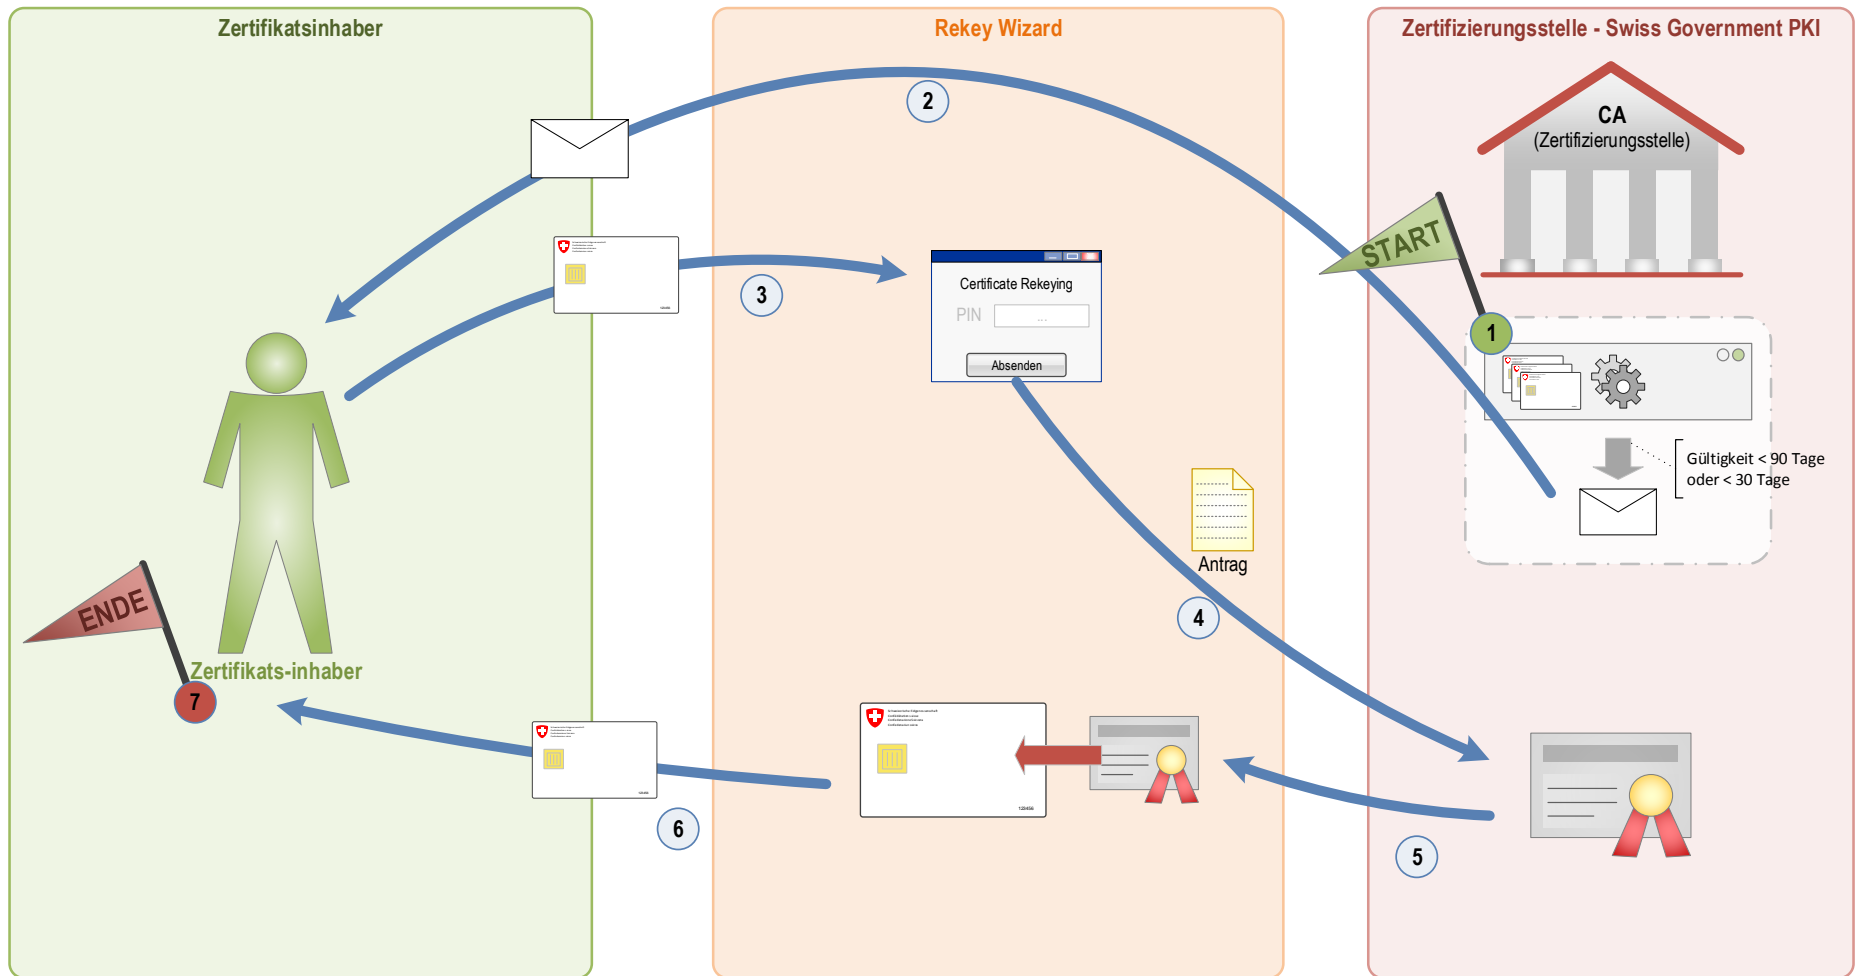 Zertifikatsinhaber
Rekey Wizard
Zertifizierungsstelle - Swiss Government PKI
2
CA
(Zertifizierungsstelle)
START
3
Certificate Rekeying
PIN
...
Absenden
1
Gültigkeit < 90 Tage
oder < 30 Tage
Antrag
4
ENDE
Zertifikats-inhaber
7
123456
6
5